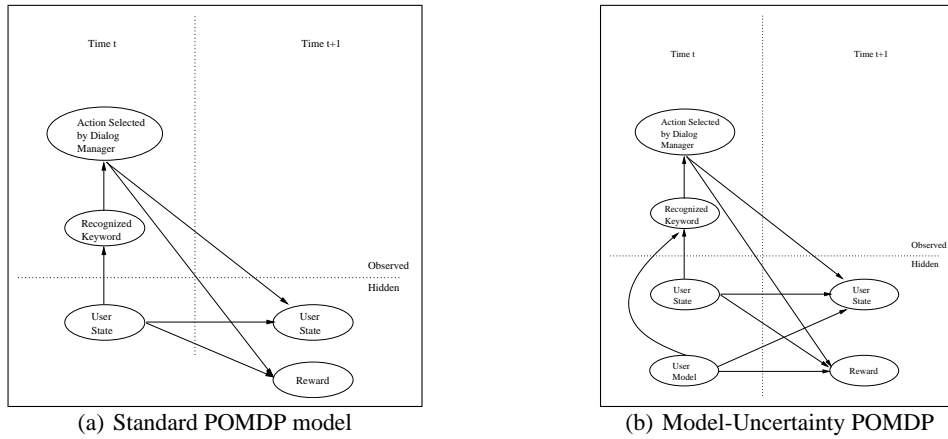 Time t
Time t+1
Action Selected
by Dialog
Manager
Recognized
Keyword
Observed
Hidden
User
State
User
State
Reward
(a) Standard POMDP model
Time t
Time t+1
Action Selected
by Dialog
Manager
Recognized
Keyword
Observed
Hidden
User
State
User
State
User
Model
Reward
(b) Model-Uncertainty POMDP